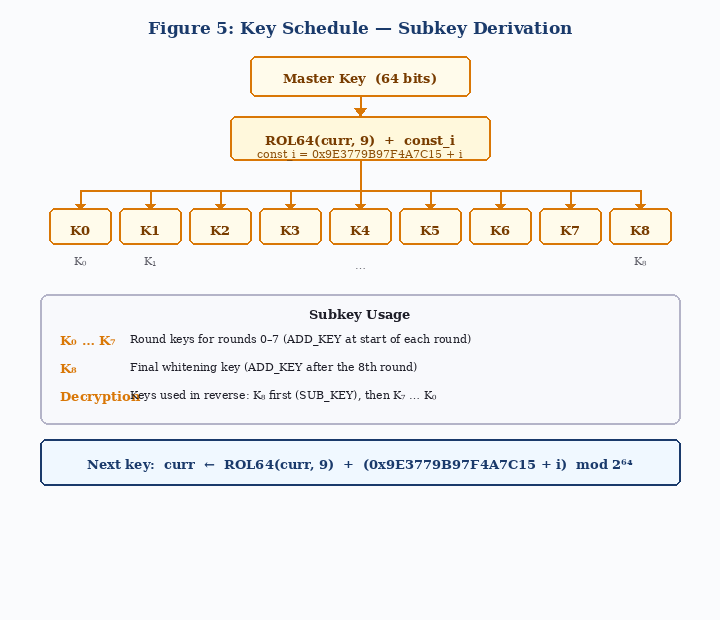 Figure 5: Key Schedule — Subkey Derivation
Master Key (64 bits)
ROL64(curr, 9) + const_i
const_i = 0x9E3779B97F4A7C15 + i
K0 K1 K2 K3 K4 K5 K6 K7 K8
K₀ K₁ ... K₈
Subkey Usage
K₀ ... K₇ Round keys for rounds 0–7 (ADD_KEY at start of each round)
K₈ Final whitening key (ADD_KEY after the 8th round)
Decryption Keys used in reverse: K₈ first (SUB_KEY), then K₇ ... K₀
Next key: curr ← ROL64(curr, 9) + (0x9E3779B97F4A7C15 + i) mod 2⁶⁴